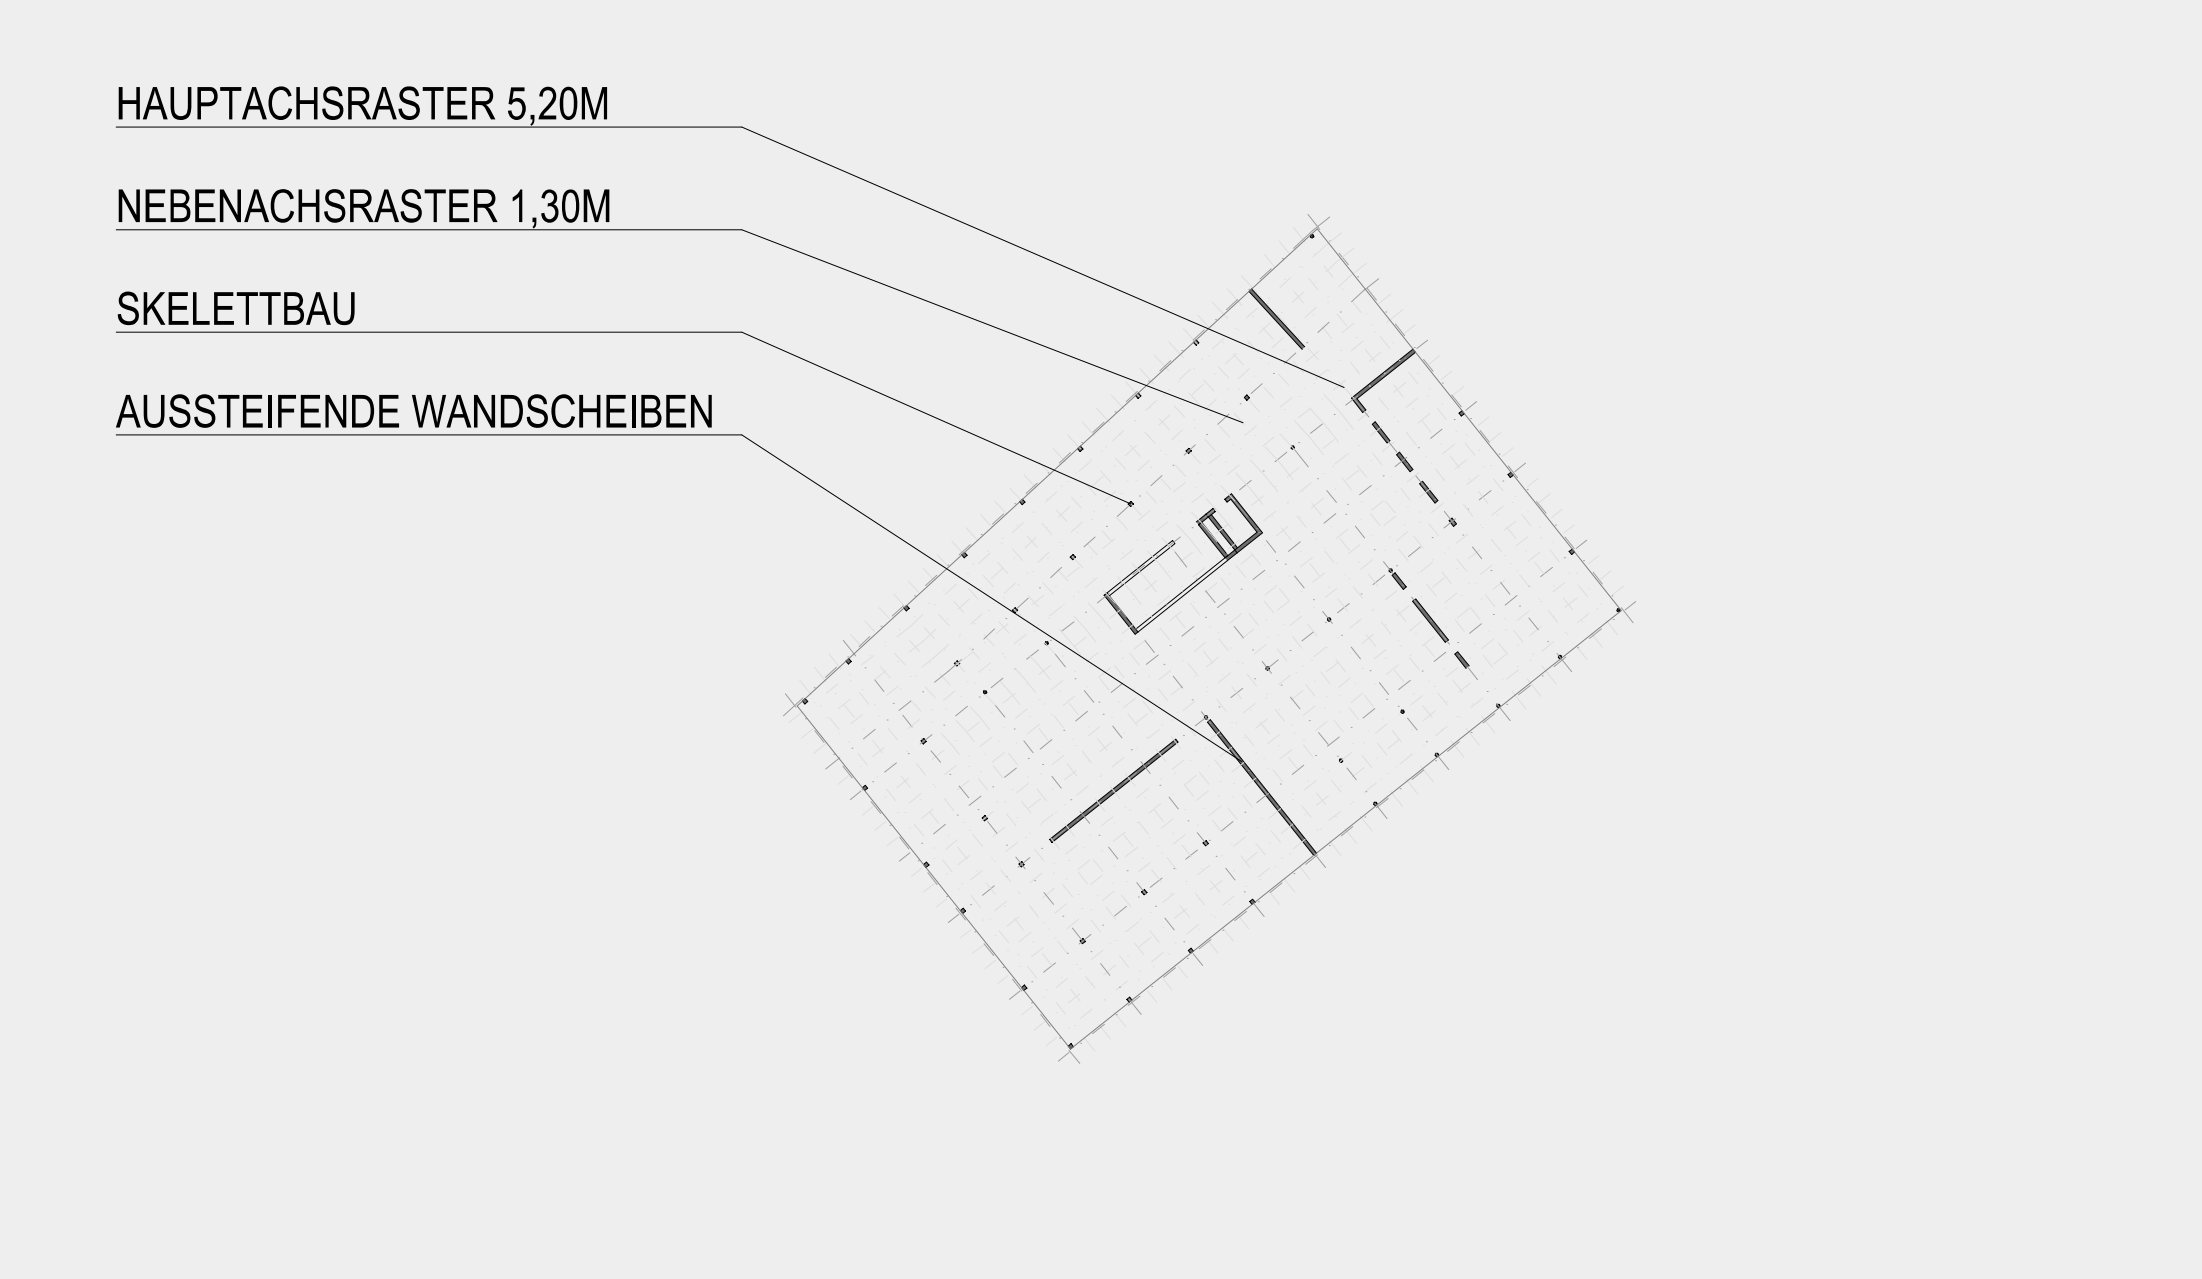 HAUPTACHSRASTER 5,20M
NEBENACHSRASTER 1,30M
SKELETTBAU
AUSSTEIFENDE WANDSCHEIBEN